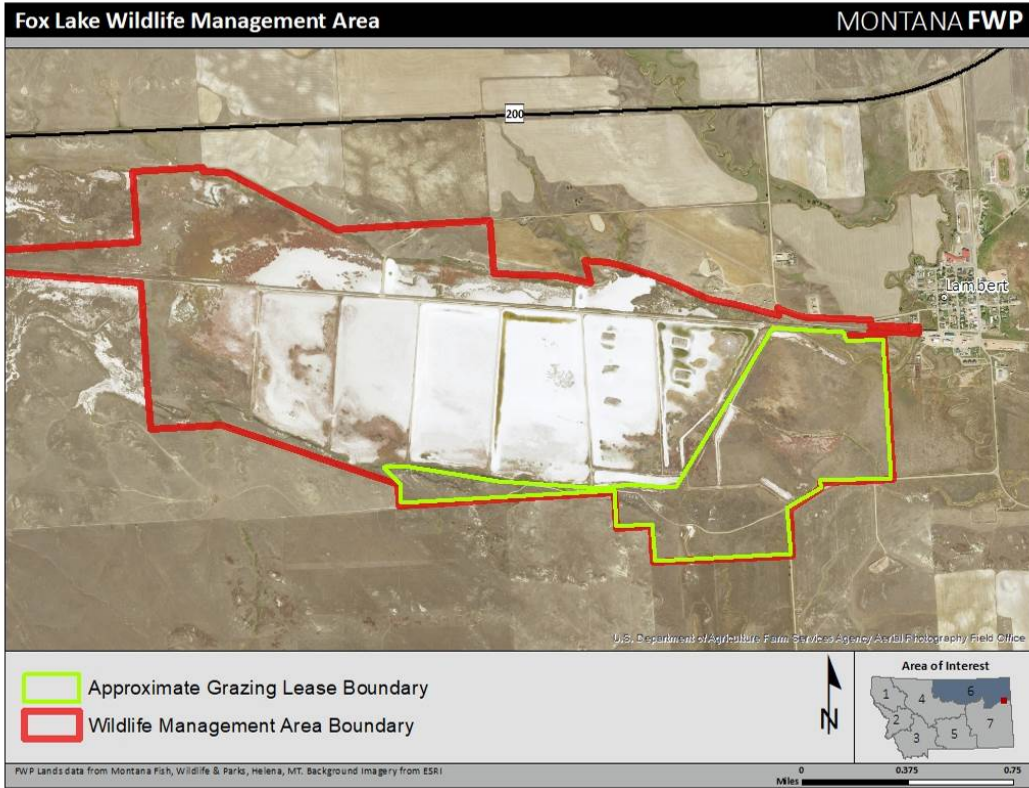 Fox Lake Wildlife Management Area
MONTANA FWP
200
Lambert
U.S. Department of Agriculture Farm Services Agency Aerial Photography Field Office
Approximate Grazing Lease Boundary
Wildlife Management Area Boundary
N
Area of Interest
1
4
6
2
7
3
5
FWP Lands data from Montana Fish, Wildlife & Parks, Helena, MT. Background Imagery from ESRI
0 0.375 0.75
Miles